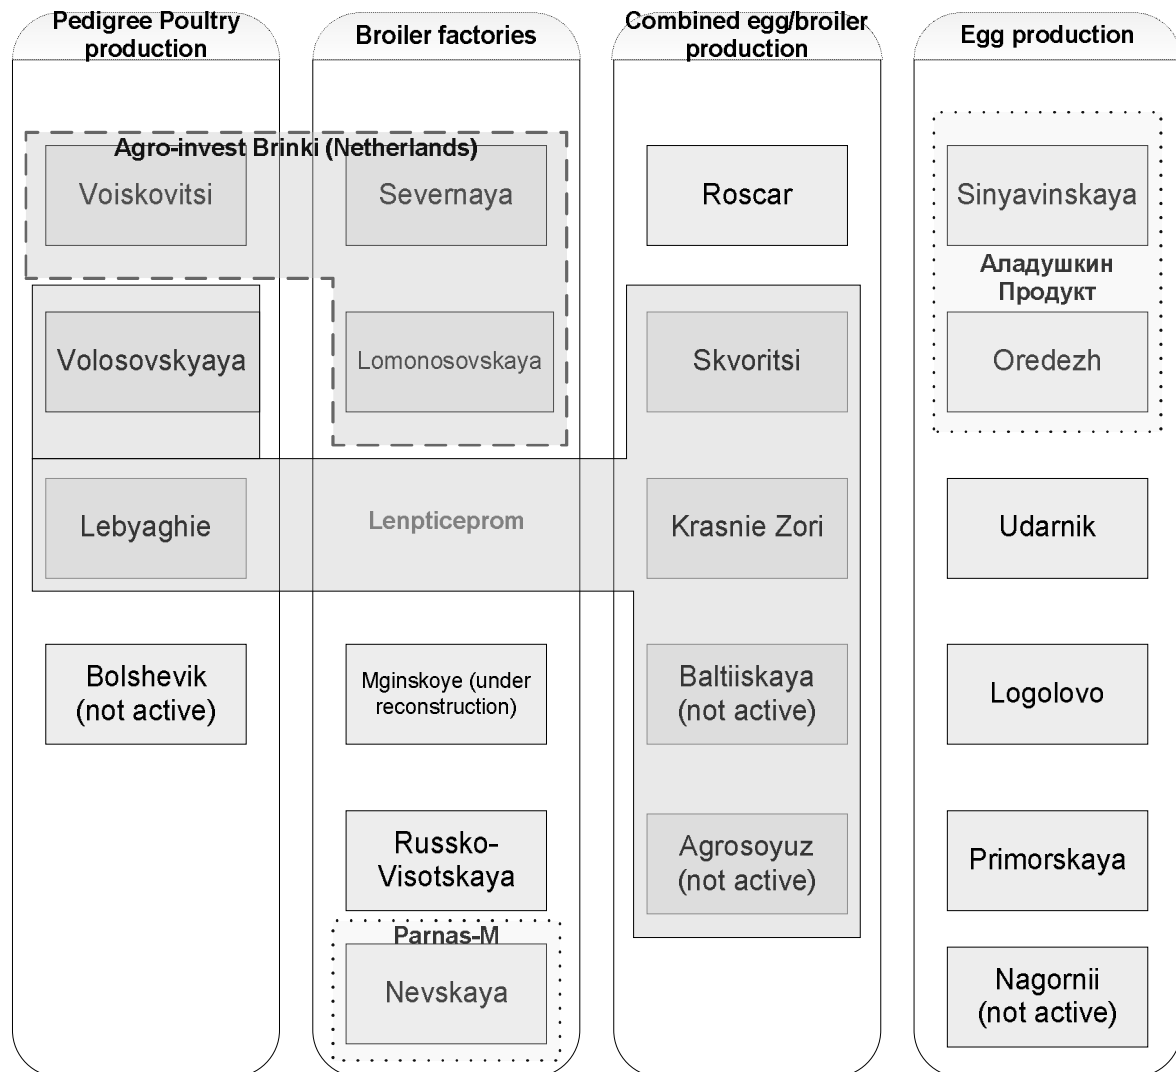 Pedigree Poultry
production
Broiler factories
Combined egg/broiler
production
Egg production
Agro-invest Brinki (Netherlands)
Voiskovitsi
Severnaya
Roscar
Sinyavinskaya
Аладушкин
Продукт
Volosovskyaya
Lomonosovskaya
Skvoritsi
Oredezh
Lebyaghie
Lenpticeprom
Krasnie Zori
Udarnik
Bolshevik
(not active)
Mginskoye (under
reconstruction)
Baltiiskaya
(not active)
Logolovo
Russko-
Visotskaya
Agrosoyuz
(not active)
Primorskaya
Parnas-M
Nevskaya
Nagornii
(not active)